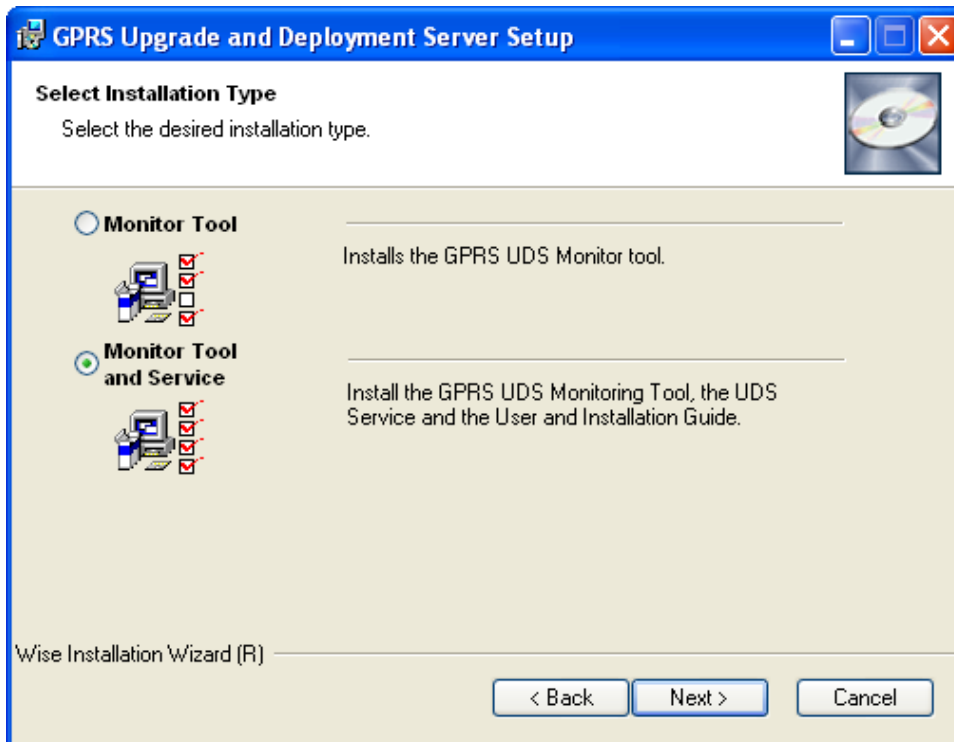 GPRS Upgrade and Deployment Server Setup
Select Installation Type
Select the desired installation type.
Monitor Tool
Installs the GPRS UDS Monitor tool.
Monitor Tool
and Service
Install the GPRS UDS Monitoring Tool, the UDS
Service and the User and Installation Guide.
Wise Installation Wizard (R)
< Back
Next >
Cancel